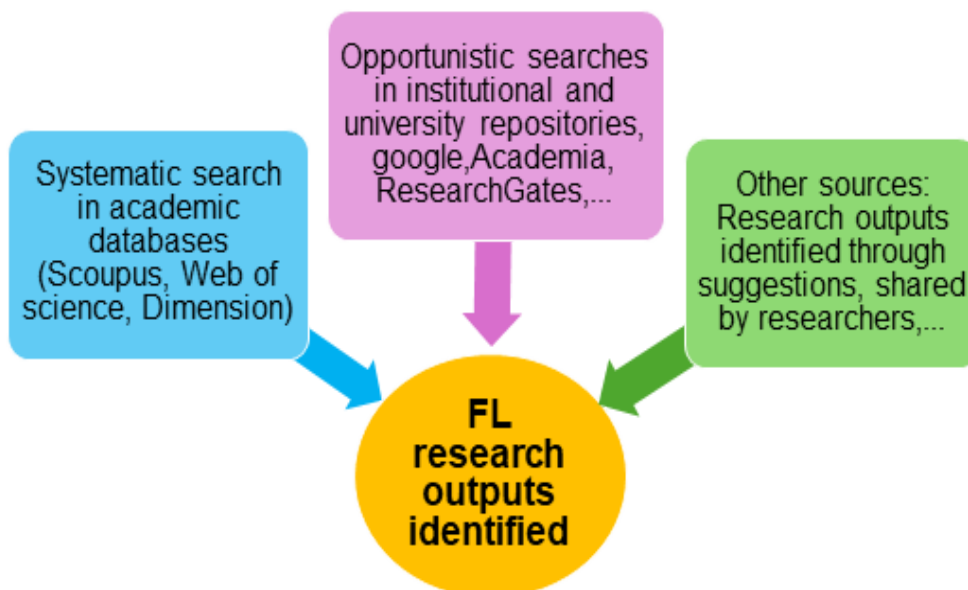 Systematic search
in academic
databases
(Scoupus, Web of
science, Dimension)
Opportunistic searches
in institutional and
university repositories,
google,Academia,
ResearchGates,...
Other sources:
Research outputs
identified through
suggestions, shared
by researchers,...
FL
research
outputs
identified